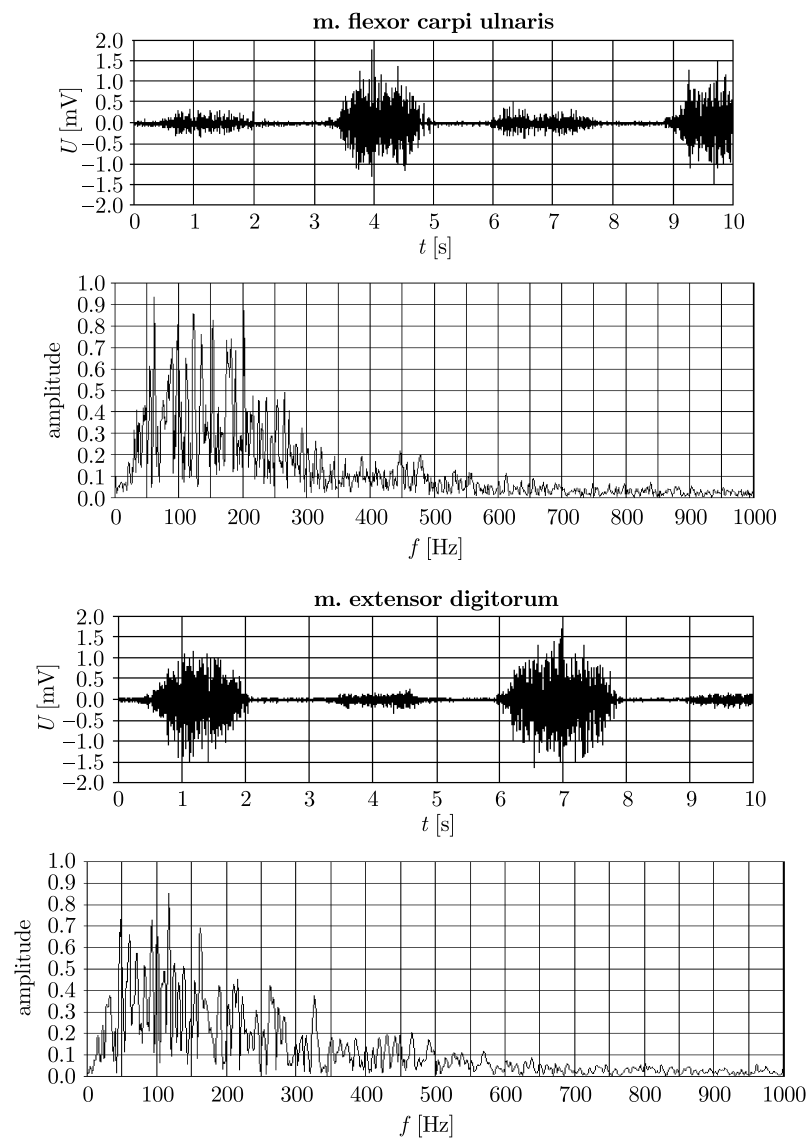 m. flexor carpi ulnaris
2.0
1.5
1.0
0.5
0.0
−0.5
−1.0
−1.5
−2.0
U [mV]
0 1 2 3 4 5 6 7 8 9 10
t [s]
1.0
0.9
0.8
0.7
0.6
0.5
0.4
0.3
0.2
0.1
0.0
amplitude
0 100 200 300 400 500 600 700 800 900 1000
f [Hz]
m. extensor digitorum
2.0
1.5
1.0
0.5
0.0
−0.5
−1.0
−1.5
−2.0
U [mV]
0 1 2 3 4 5 6 7 8 9 10
t [s]
1.0
0.9
0.8
0.7
0.6
0.5
0.4
0.3
0.2
0.1
0.0
amplitude
0 100 200 300 400 500 600 700 800 900 1000
f [Hz]